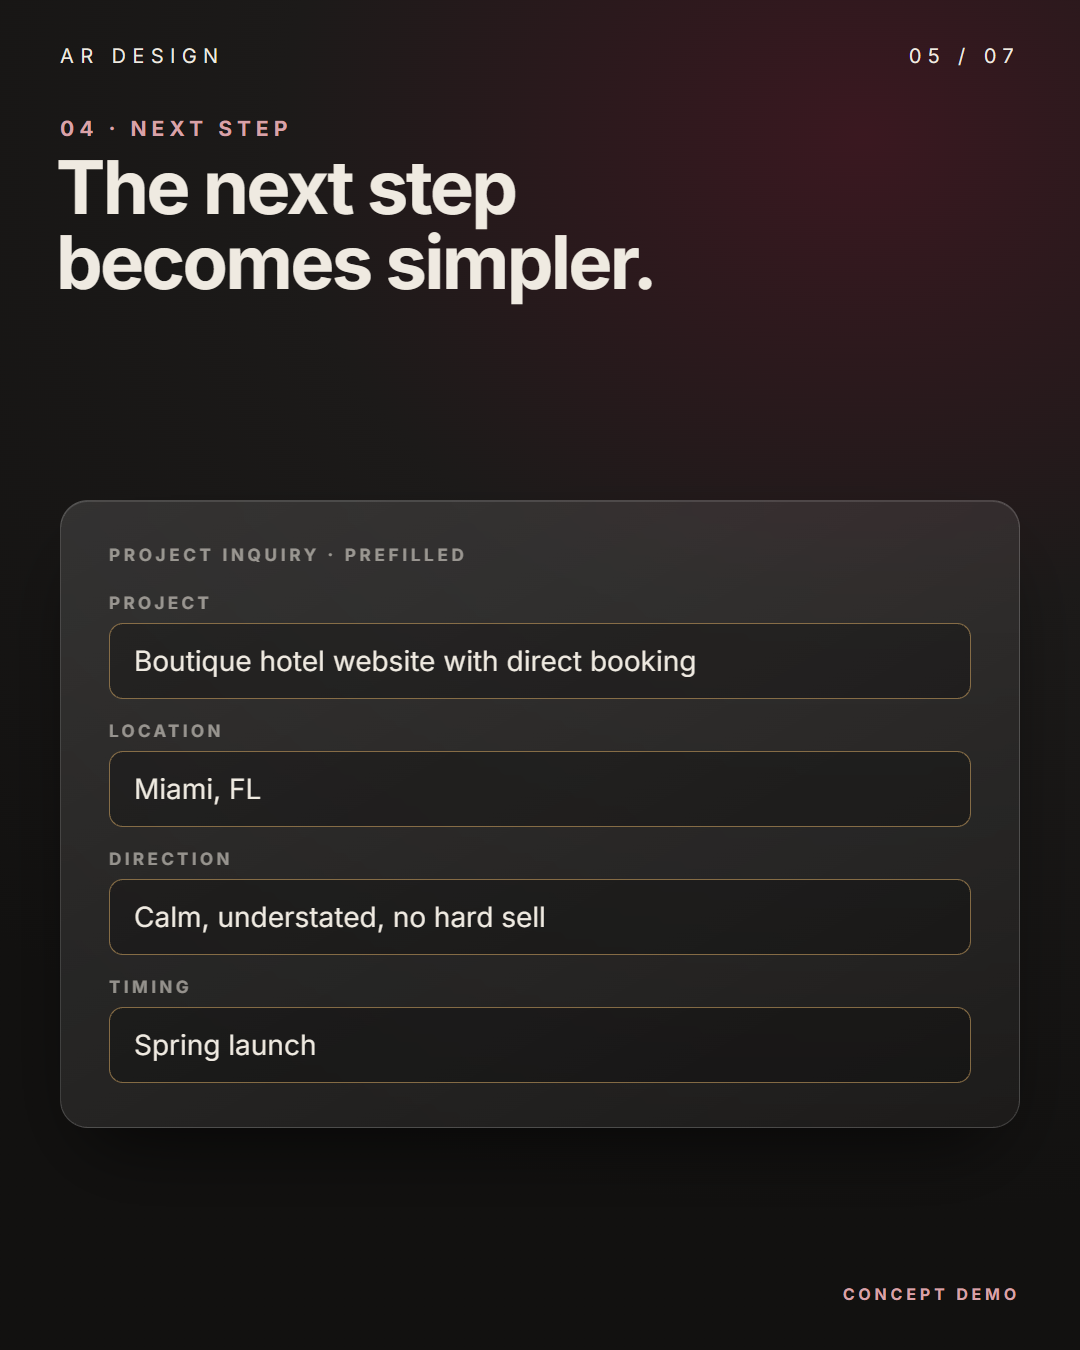 AR DESIGN
05 / 07
04 · NEXT STEP
The next step
becomes simpler.
PROJECT INQUIRY · PREFILLED
PROJECT
Boutique hotel website with direct booking
LOCATION
Miami, FL
DIRECTION
Calm, understated, no hard sell
TIMING
Spring launch
CONCEPT DEMO